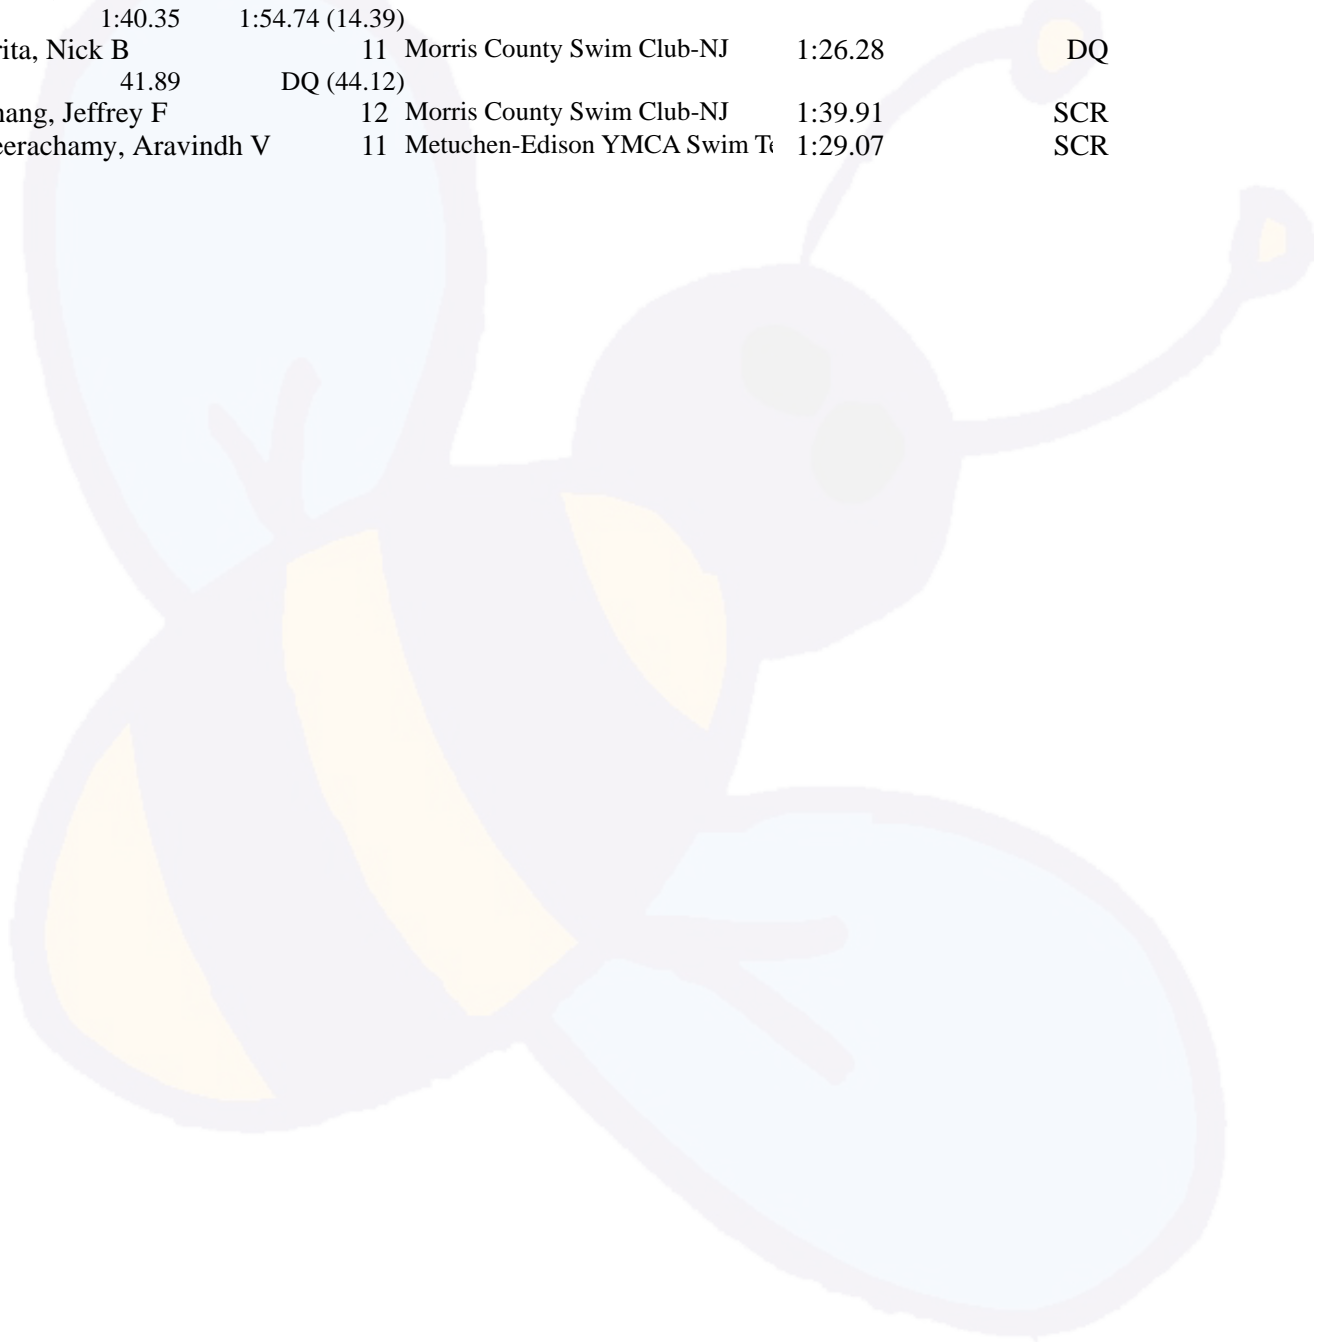 1:40.35 1:54.74 (14.39)
rita, Nick B 11 Morris County Swim Club-NJ 1:26.28 DQ
41.89 DQ (44.12)
hang, Jeffrey F 12 Morris County Swim Club-NJ 1:39.91 SCR
eerachamy, Aravindh V 11 Metuchen-Edison YMCA Swim Te 1:29.07 SCR